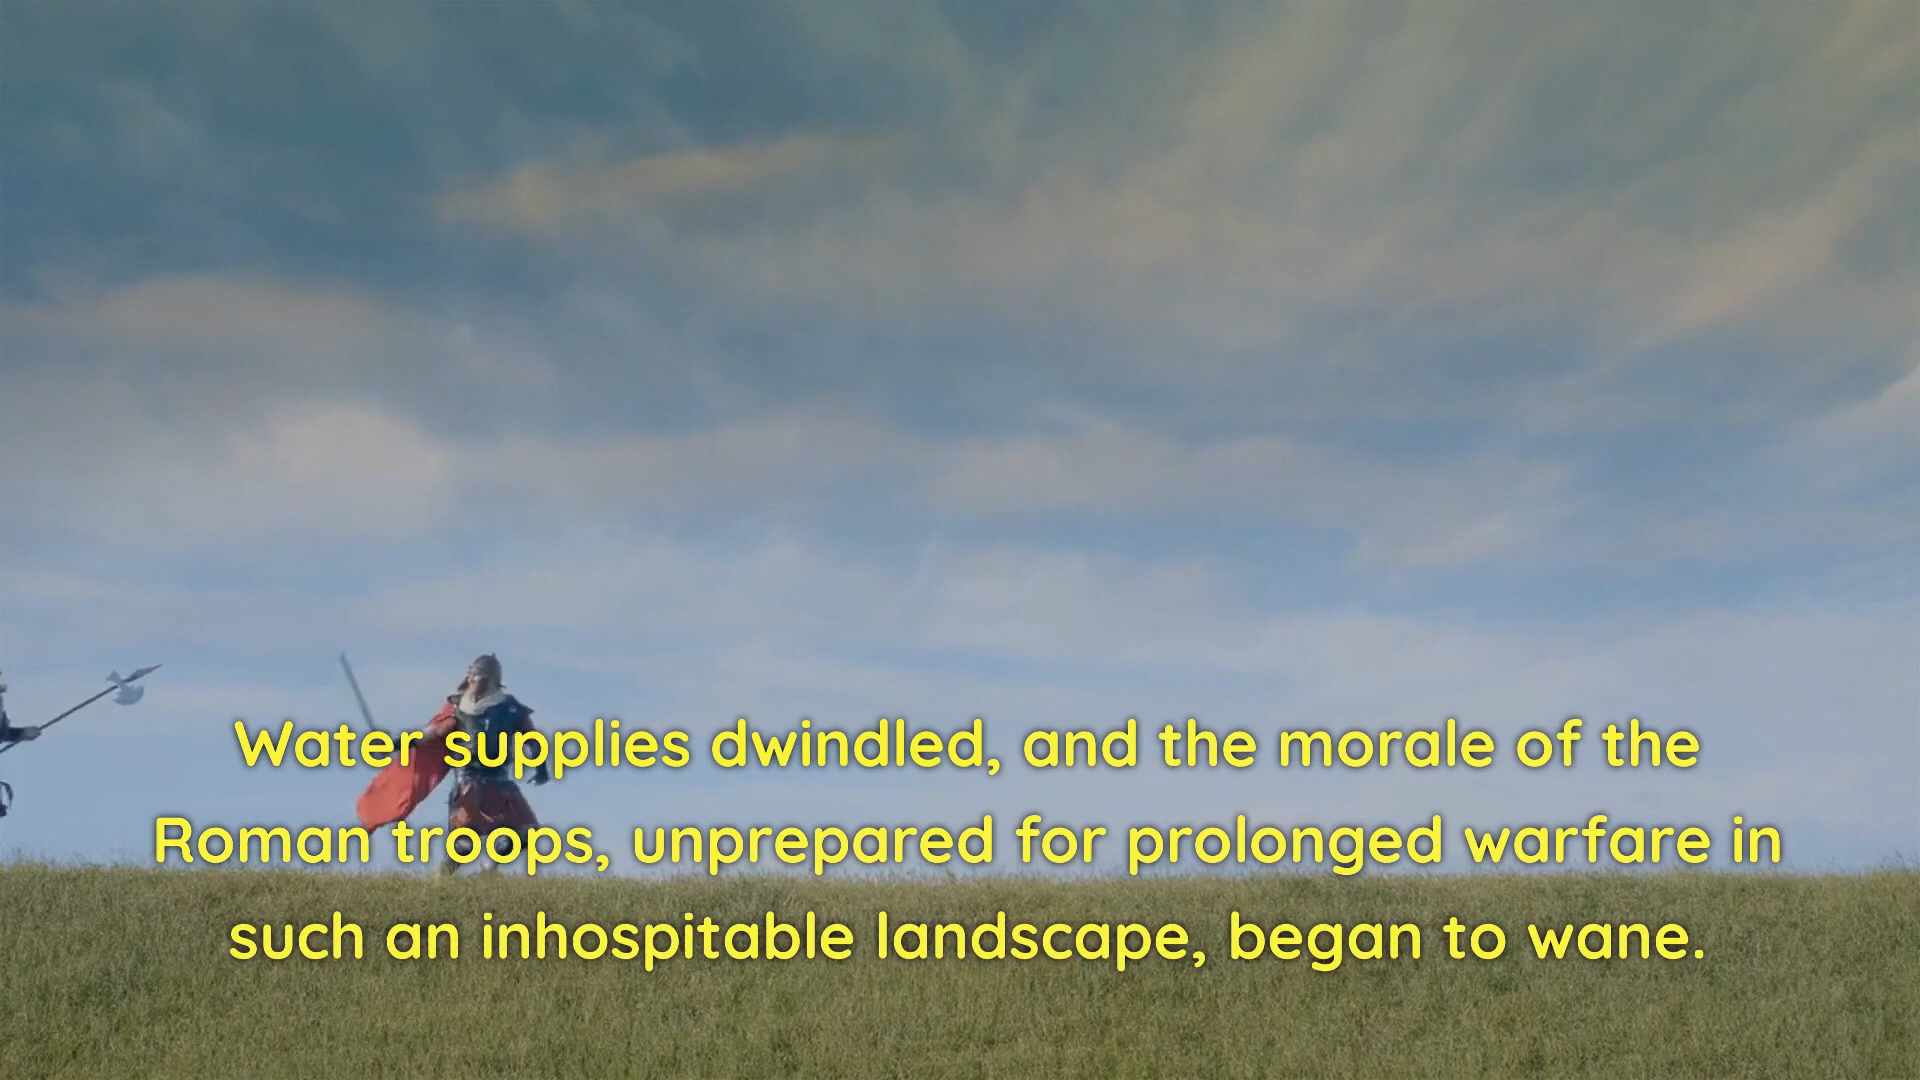 Water supplies dwindled, and the morale of the
Roman troops, unprepared for prolonged warfare in
such an inhospitable landscape, began to wane.